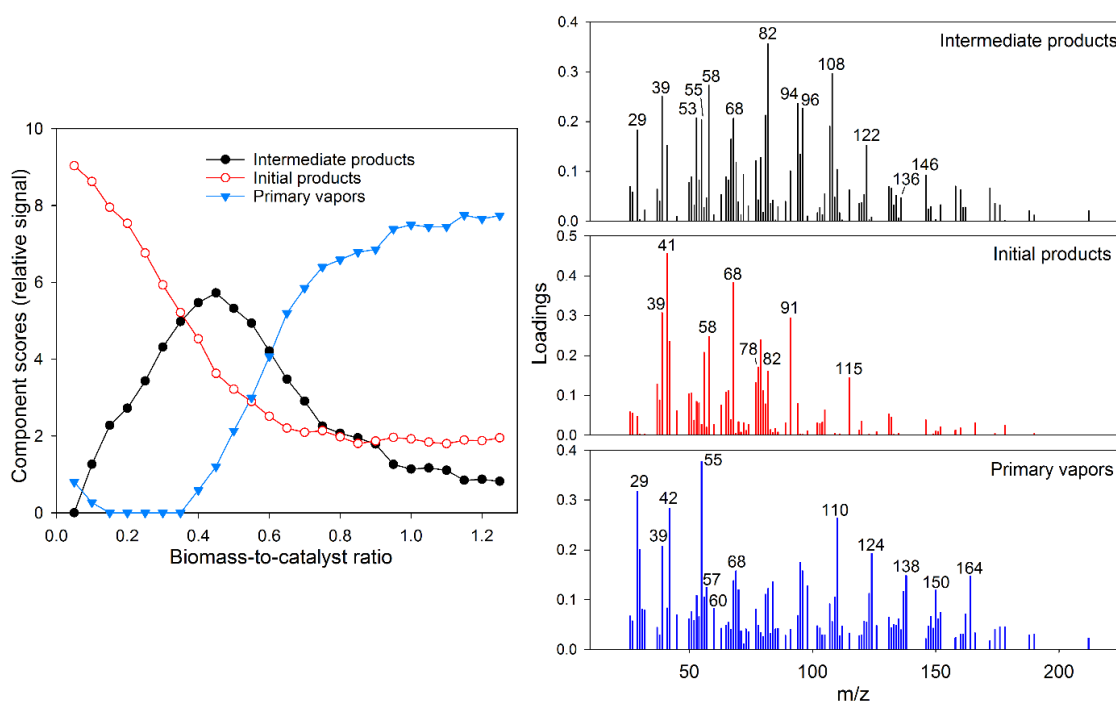 10
8
6
4
2
0
Component scores (relative signal)
Intermediate products
Initial products
Primary vapors
0.0 0.2 0.4 0.6 0.8 1.0 1.2
Biomass-to-catalyst ratio
0.4
0.3
0.2
0.1
0.0
Intermediate products
29 39 53 55 58 68 82 94 96 108 122 136 146
0.5
0.4
0.3
0.2
0.1
0.0
Loadings
Initial products
39 41 58 68 78 82 91 115
0.4
0.3
0.2
0.1
0.0
Primary vapors
29 39 42 55 57 60 68 110 124 138 150 164
50 100 150 200
m/z